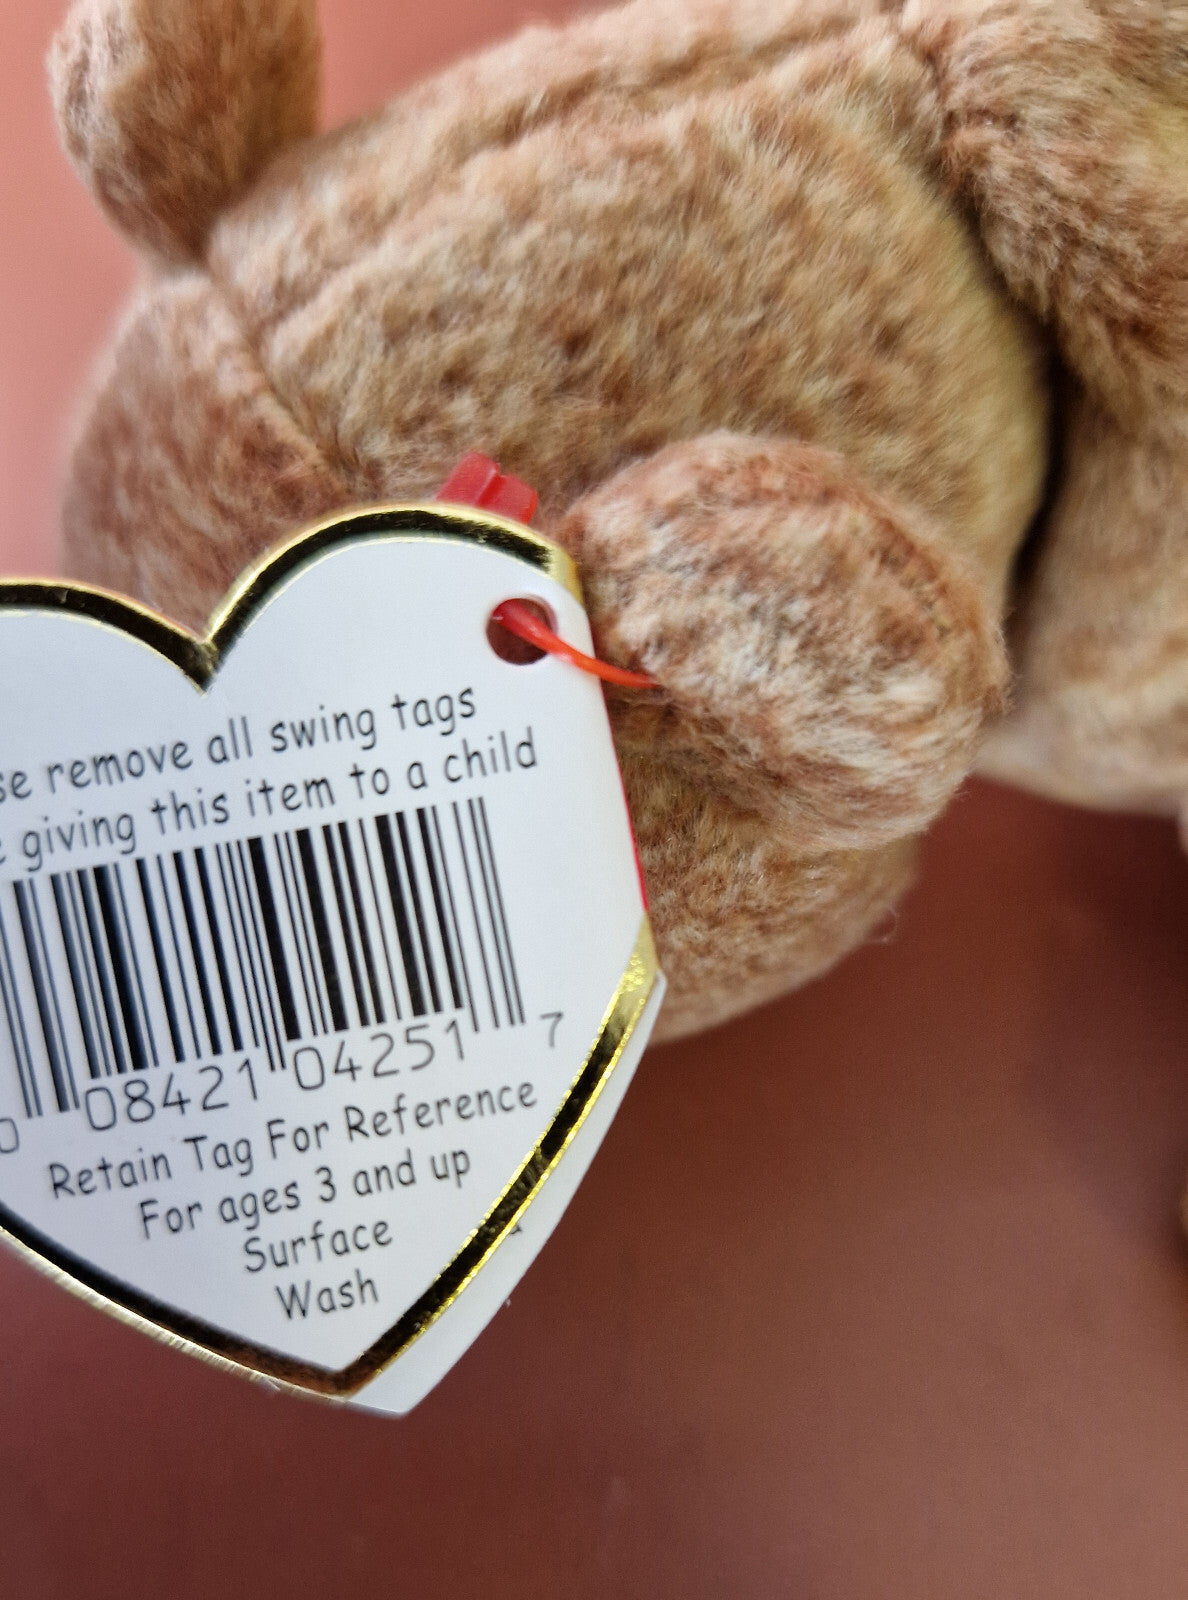 se remove all swing tags
e giving this item to a child
0 08421 04251 7
Retain Tag For Reference
For ages 3 and up
Surface
Wash